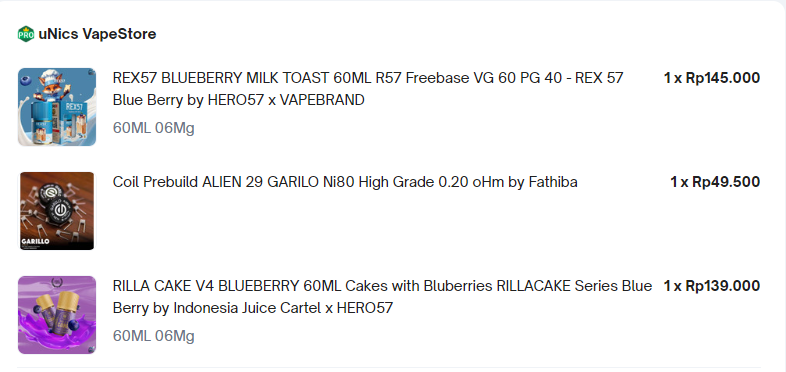 PRO uNics VapeStore
REX57 BLUEBERRY MILK TOAST 60ML R57 Freebase VG 60 PG 40 - REX 57 1 x Rp145.000
Blue Berry by HERO57 x VAPEBRAND
60ML 06Mg
REX57
Coil Prebuild ALIEN 29 GARILO Ni80 High Grade 0.20 oHm by Fathiba 1 x Rp49.500
GARILLO
RILLA CAKE V4 BLUEBERRY 60ML Cakes with Bluberries RILLACAKE Series Blue 1 x Rp139.000
Berry by Indonesia Juice Cartel x HERO57
60ML 06Mg